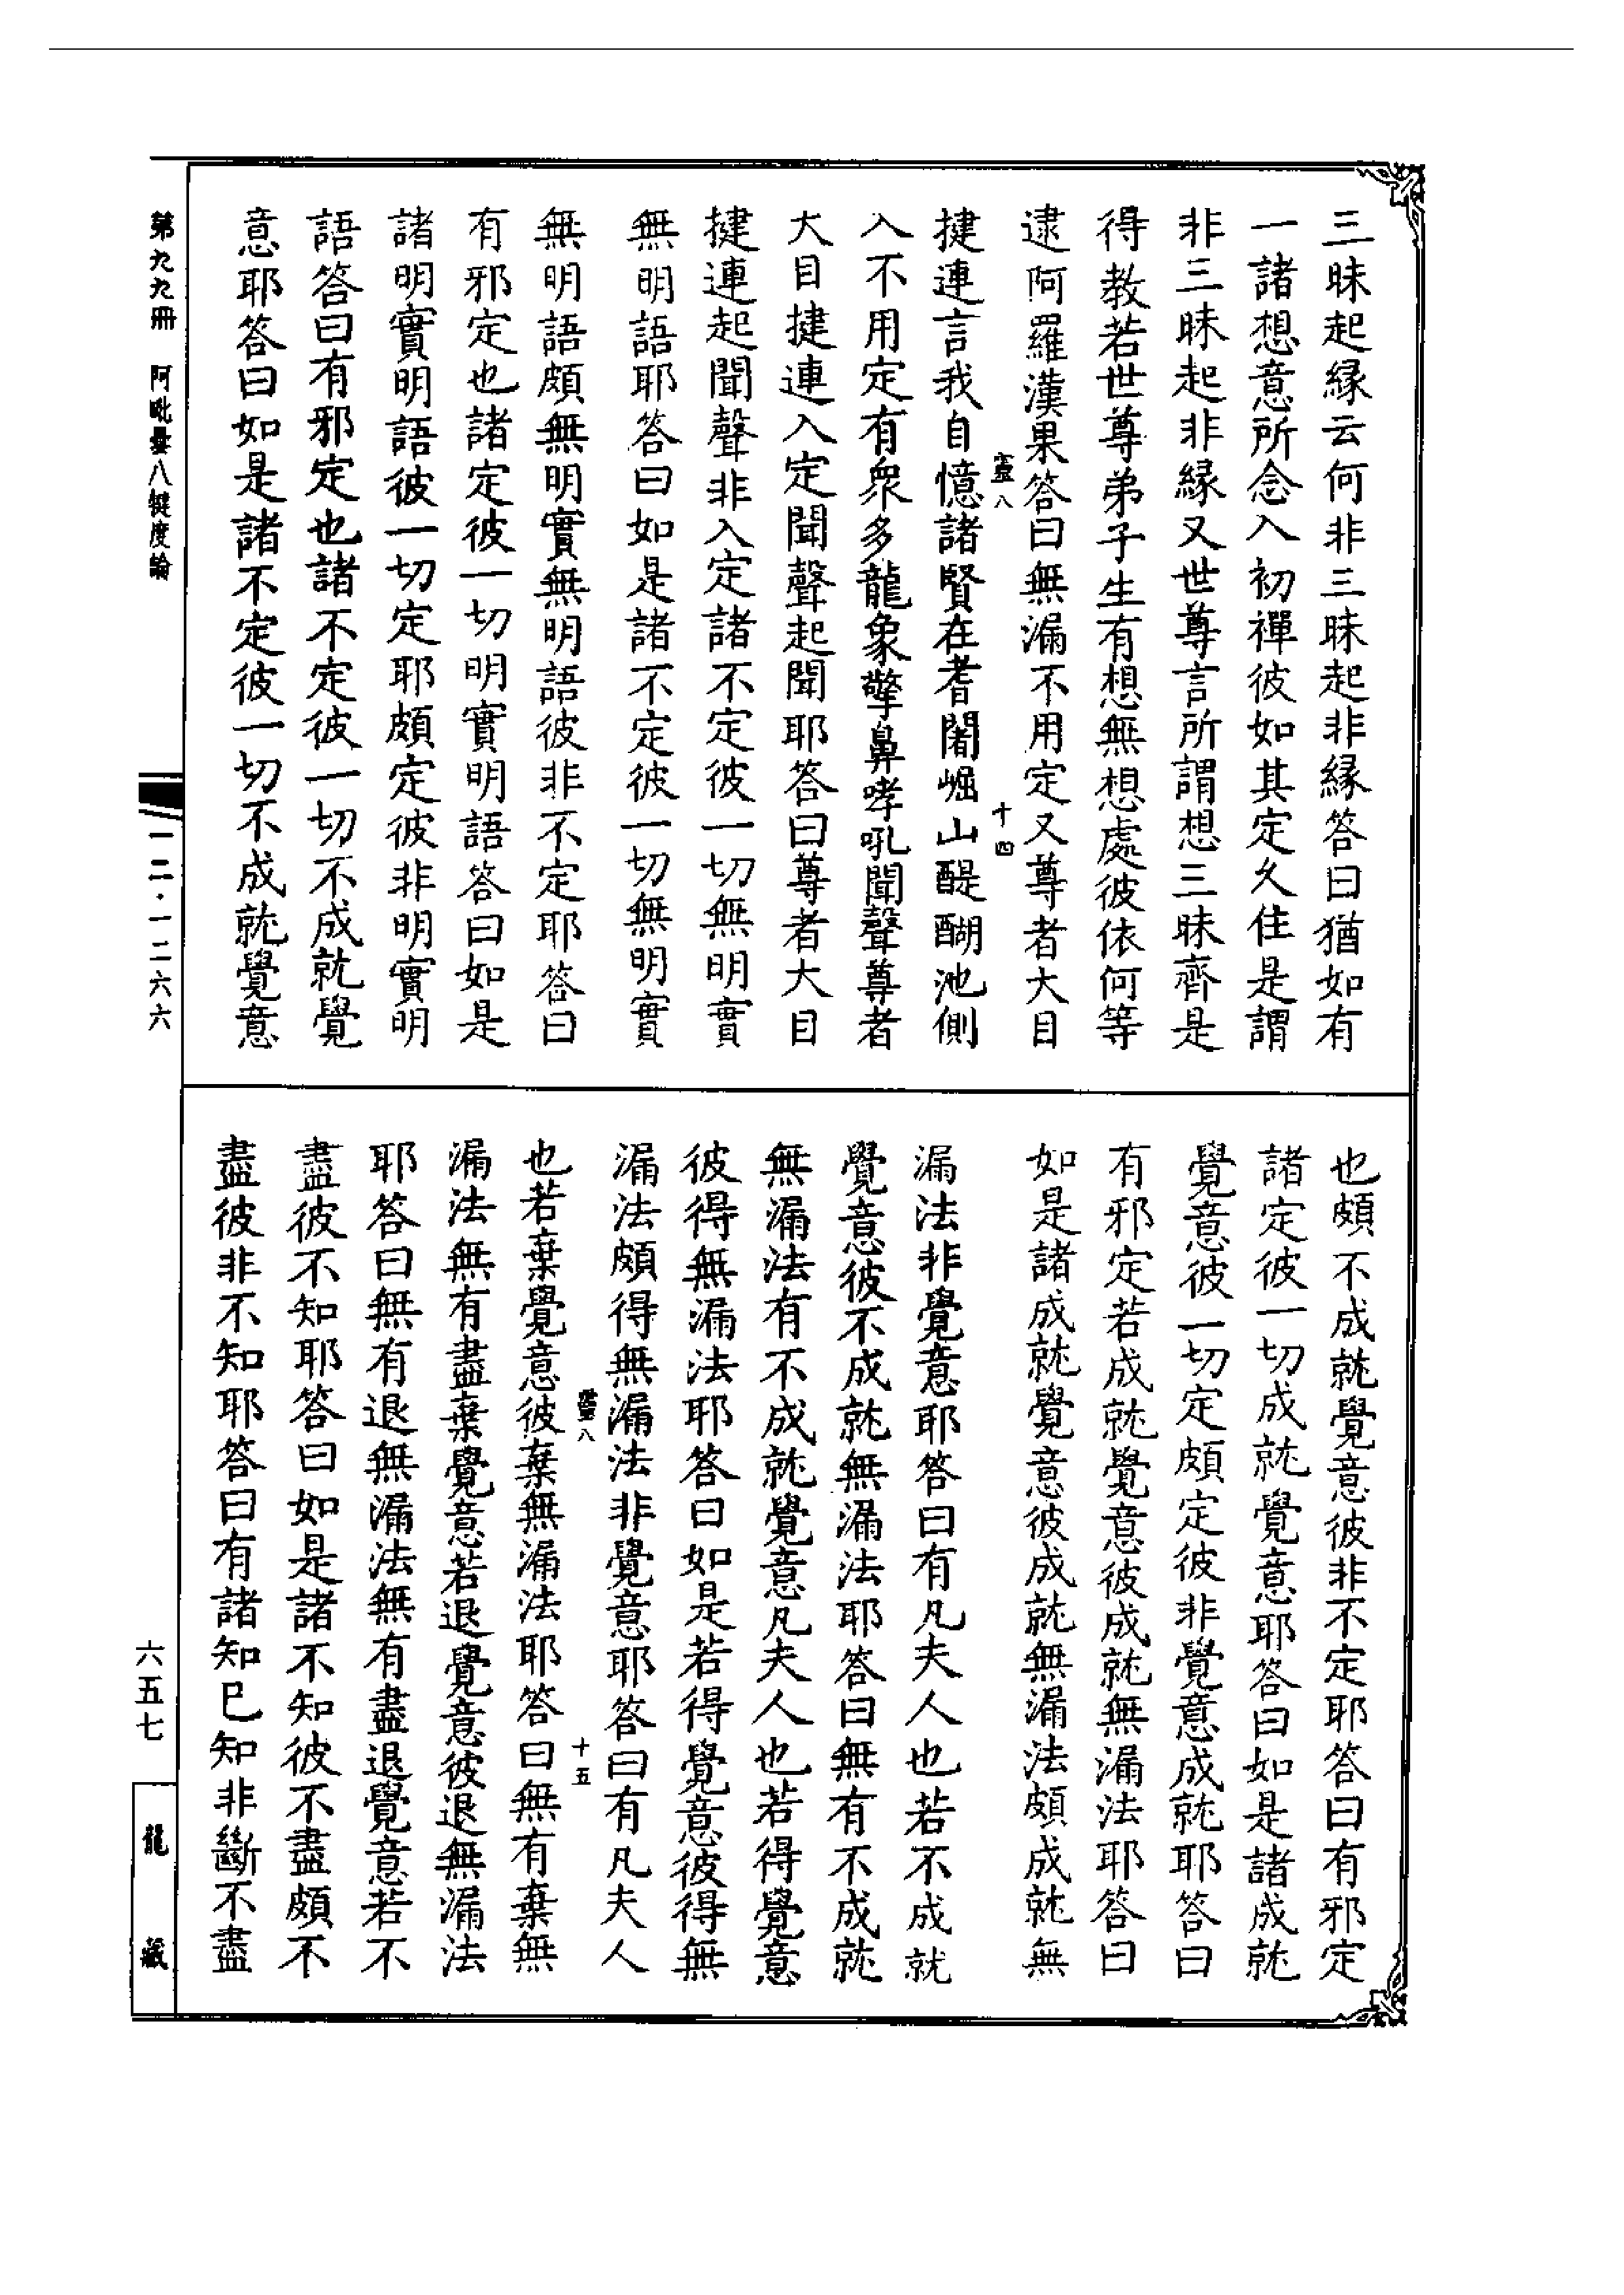 三昧起緣云何非三昧起非緣答曰猶如有
一諸想意所念入初禪彼如其定久住是謂
非三昧起非緣又世尊言所謂想三昧齊是
得教若世尊弟子生有想無想處彼依何等
逮阿羅漢果答曰無漏不用定又尊者大目
靈八
十四
揵連言我自憶諸賢在耆闍崛山醍醐池側
入不用定有衆多龍象擎鼻哮吼聞聲尊者
大目揵連入定聞聲起聞耶答曰尊者大目
揵連起聞聲非入定諸不定彼一切無明實
無明語耶答曰如是諸不定彼一切無明實
無明語頗無明實無明語彼非不定耶答曰
有邪定也諸定彼一切明實明語答曰如是
諸明實明語彼一切定耶頗定彼非明實明
語答曰有邪定也諸不定彼一切不成就覺
意耶答曰如是諸不定彼一切不成就覺意
也頗不成就覺意彼非不定耶答曰有邪定
諸定彼一切成就覺意耶答曰如是諸成就
覺意彼一切定頗定彼非覺意成就耶答曰
有邪定若成就覺意彼成就無漏法耶答曰
如是諸成就覺意彼成就無漏法頗成就無
漏法非覺意耶答曰有凡夫人也若不成就
覺意彼不成就無漏法耶答曰無有不成就
無漏法有不成就覺意凡夫人也若得覺意
彼得無漏法耶答曰如是若得覺意彼得無
漏法頗得無漏法非覺意耶答曰有凡夫人
靈八
十五
也若棄覺意彼棄無漏法耶答曰無有棄無
漏法無有盡棄覺意若退覺意彼退無漏法
耶答曰無有退無漏法無有盡退覺意若不
盡彼不知耶答曰如是諸不知彼不盡頗不
盡彼非不知耶答曰有諸知已知非斷不盡
第九九冊　阿毗曇八犍度論
一二·一二六六
六五七
龍藏